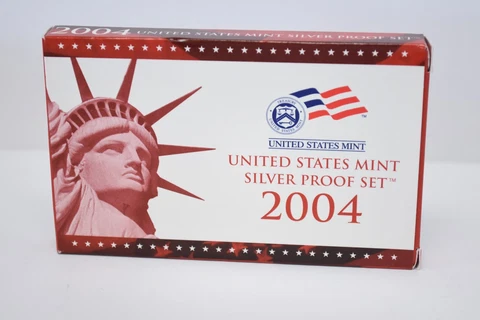 2004 UNITED STATES MINT SILVER PROOF SET
UNITED STATES MINT
UNITED STATES MINT
SILVER PROOF SET™
2004